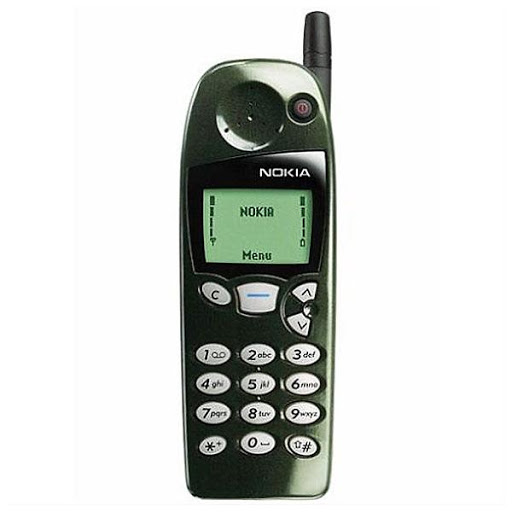 NOKIA
NOKIA
Menu
C
1 2abc 3def
4ghi 5jkl 6mno
7pqrs 8tuv 9wxyz
*+ 0 #